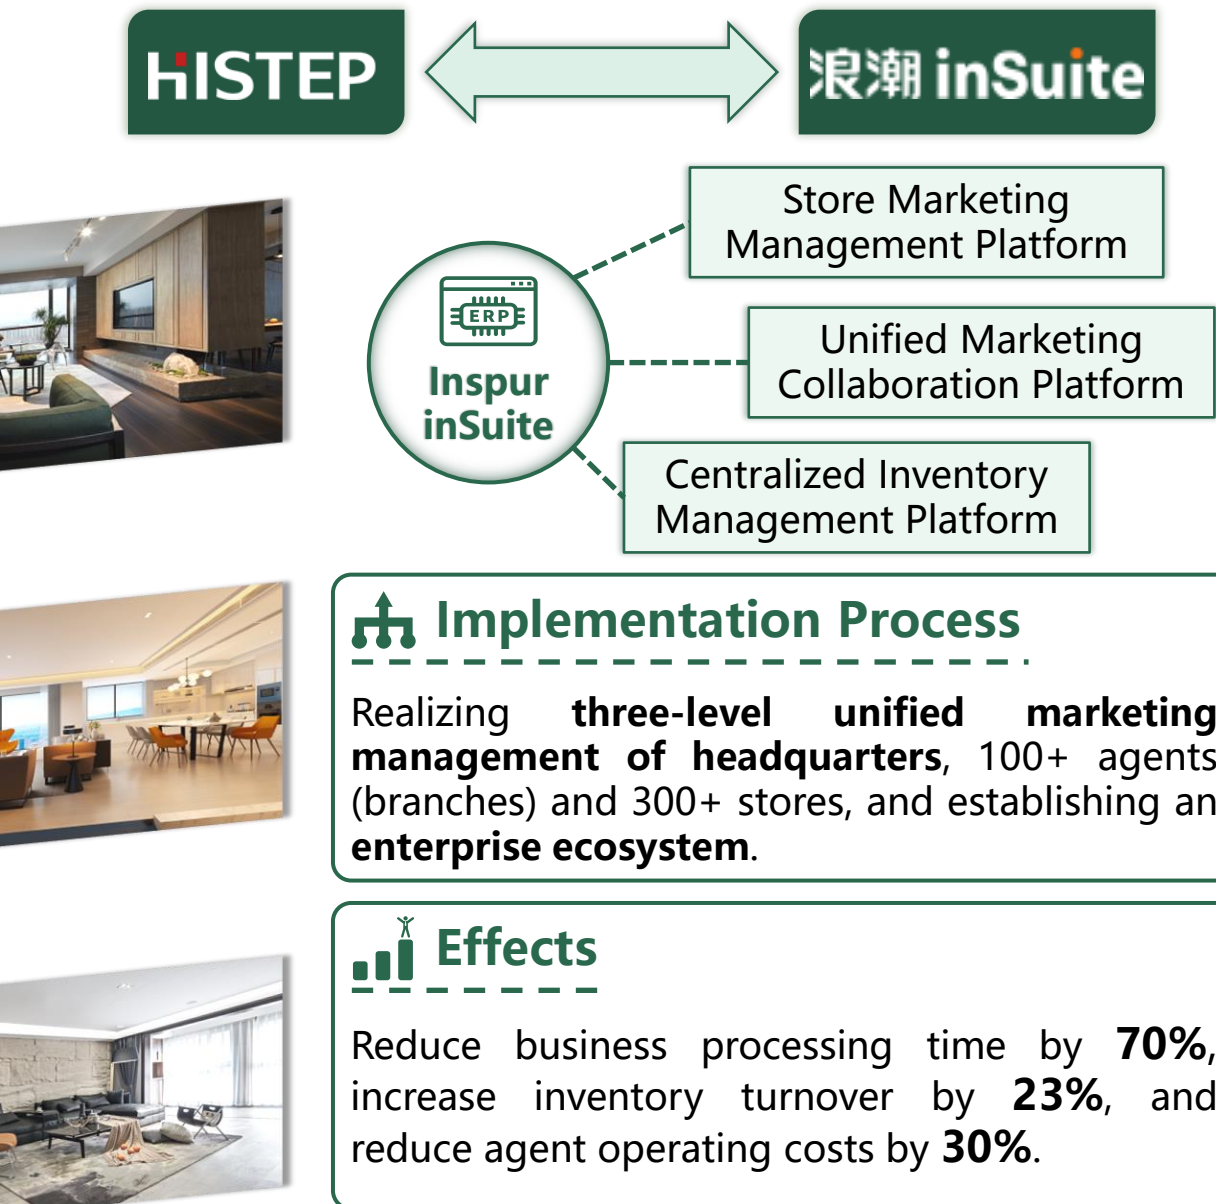 HISTEP
浪潮 inSuite
Store Marketing
Management Platform
ERP
Inspur
inSuite
Unified Marketing
Collaboration Platform
Centralized Inventory
Management Platform
Implementation Process
Realizing three-level unified marketing
management of headquarters, 100+ agents
(branches) and 300+ stores, and establishing an
enterprise ecosystem.
Effects
Reduce business processing time by 70%,
increase inventory turnover by 23%, and
reduce agent operating costs by 30%.